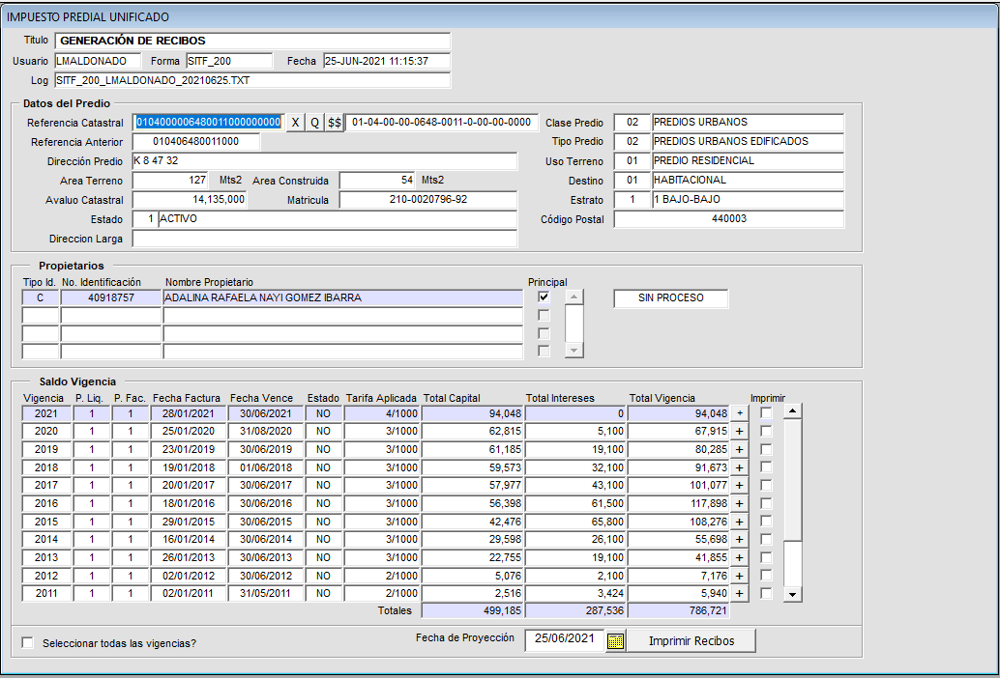 IMPUESTO PREDIAL UNIFICADO
Titulo GENERACIÓN DE RECIBOS
Usuario LMALDONADO Forma SITF_200 Fecha 25-JUN-2021 11:15:37
Log SITF_200_LMALDONADO_20210625.TXT
Datos del Predio
Referencia Catastral 010400000648001100000000 X Q $$ 01-04-00-00-0648-0011-0-00-00-0000 Clase Predio 02 PREDIOS URBANOS
Referencia Anterior 010406480011000 Tipo Predio 02 PREDIOS URBANOS EDIFICADOS
Dirección Predio K 8 47 32 Uso Terreno 01 PREDIO RESIDENCIAL
Area Terreno 127 Mts2 Area Construida 54 Mts2 Destino 01 HABITACIONAL
Avaluo Catastral 14,135,000 Matricula 210-0020796-92 Estrato 1 1 BAJO-BAJO
Estado 1 ACTIVO Código Postal 440003
Direccion Larga
Propietarios
Tipo Id. No. Identificación Nombre Propietario Principal
C 40918757 ADALINA RAFAELA NAYI GOMEZ IBARRA SIN PROCESO
Saldo Vigencia
Vigencia P. Liq. P. Fac. Fecha Factura Fecha Vence Estado Tarifa Aplicada Total Capital Total Intereses Total Vigencia Imprimir
2021 1 1 28/01/2021 30/06/2021 NO 4/1000 94,048 0 94,048 +
2020 1 1 25/01/2020 31/08/2020 NO 3/1000 62,815 5,100 67,915 +
2019 1 1 23/01/2019 30/06/2019 NO 3/1000 61,185 19,100 80,285 +
2018 1 1 19/01/2018 01/06/2018 NO 3/1000 59,573 32,100 91,673 +
2017 1 1 20/01/2017 30/06/2017 NO 3/1000 57,977 43,100 101,077 +
2016 1 1 18/01/2016 30/06/2016 NO 3/1000 56,398 61,500 117,898 +
2015 1 1 29/01/2015 30/06/2015 NO 3/1000 42,476 65,800 108,276 +
2014 1 1 16/01/2014 30/06/2014 NO 3/1000 29,598 26,100 55,698 +
2013 1 1 26/01/2013 30/06/2013 NO 3/1000 22,755 19,100 41,855 +
2012 1 1 02/01/2012 30/06/2012 NO 2/1000 5,076 2,100 7,176 +
2011 1 1 02/01/2011 31/05/2011 NO 2/1000 2,516 3,424 5,940 +
Totales 499,185 287,536 786,721
Seleccionar todas las vigencias? Fecha de Proyección 25/06/2021 Imprimir Recibos